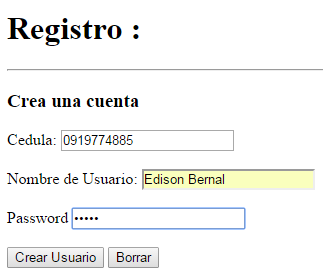 Registro :
Crea una cuenta
Cedula: 0919774885
Nombre de Usuario: Edison Bernal
Password •••••
Crear Usuario Borrar